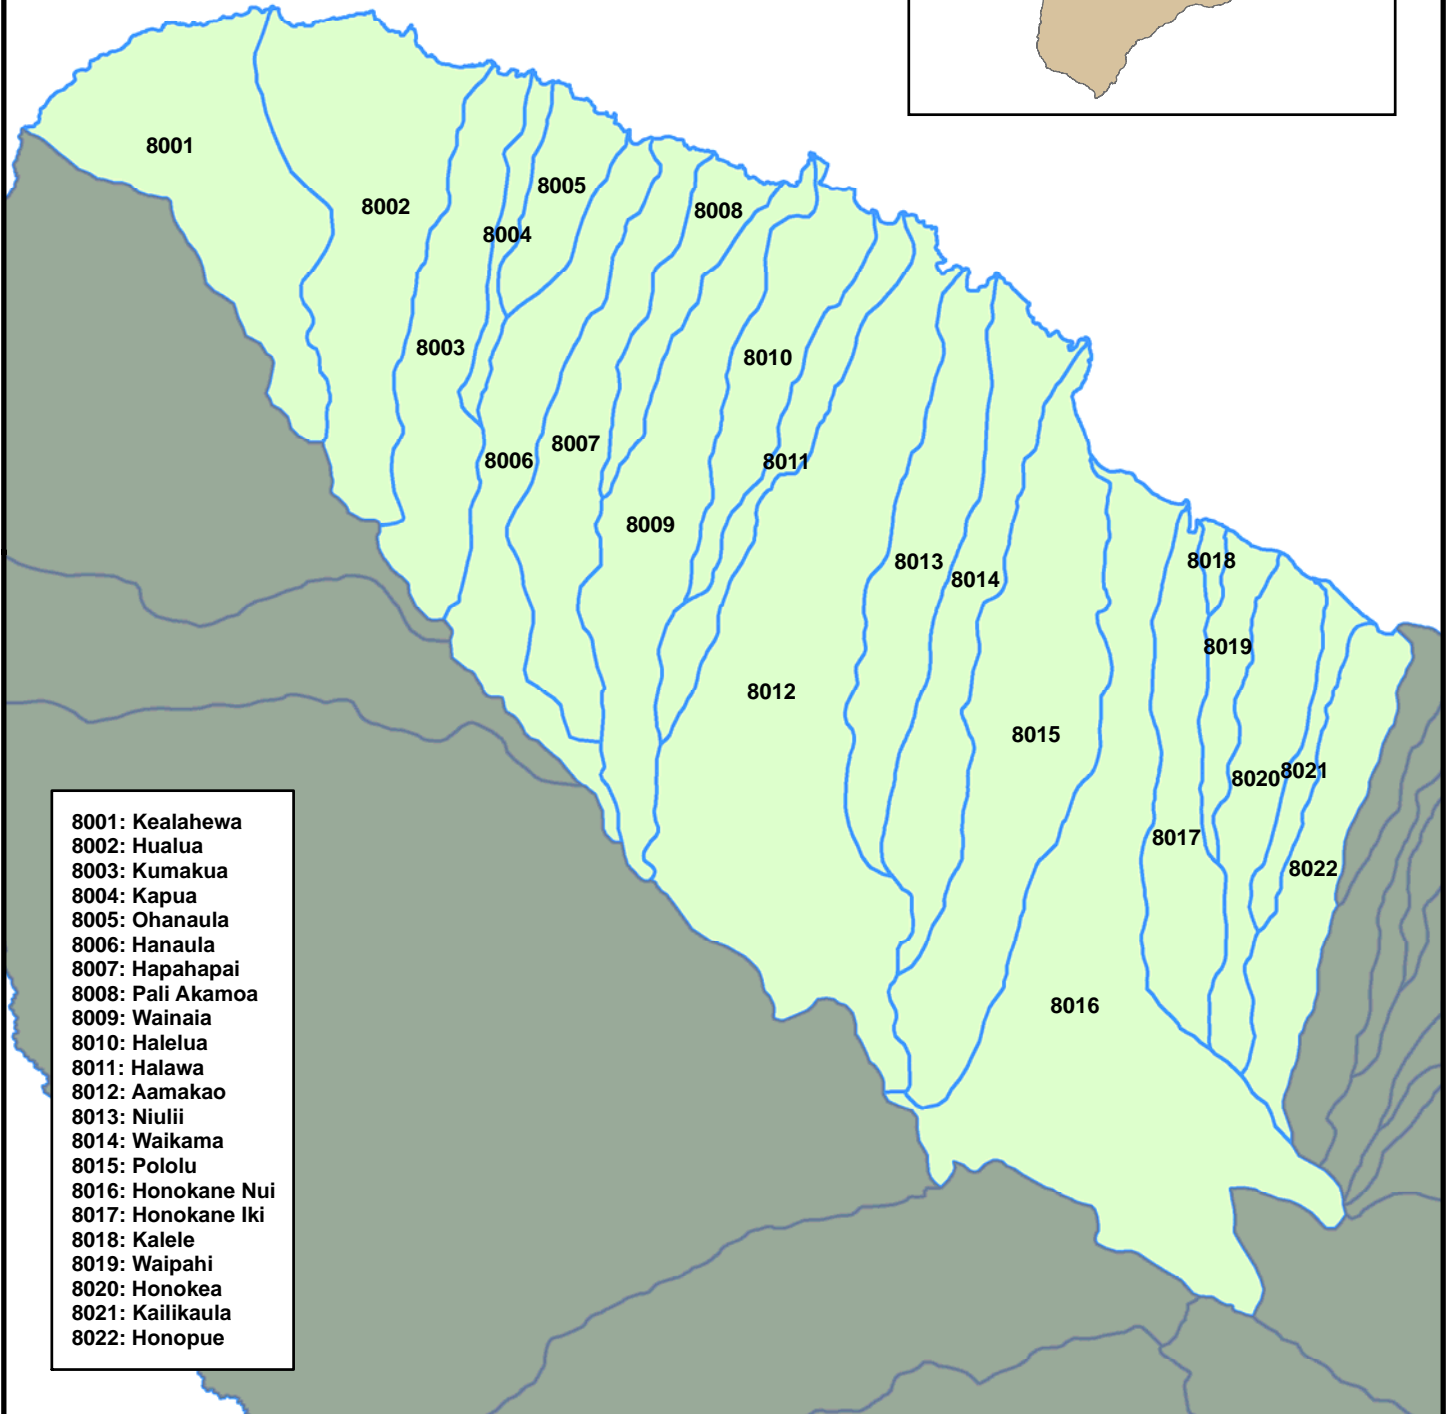 8001
8002
8005
8008
8004
8003
8010
8006
8007
8011
8009
8013
8014
8018
8019
8012
8015
8020
8021
8017
8022
8016
8001: Kealahewa
8002: Hualua
8003: Kumakua
8004: Kapua
8005: Ohanaula
8006: Hanaula
8007: Hapahapai
8008: Pali Akamoa
8009: Wainaia
8010: Halelua
8011: Halawa
8012: Aamakao
8013: Niulii
8014: Waikama
8015: Pololu
8016: Honokane Nui
8017: Honokane Iki
8018: Kalele
8019: Waipahi
8020: Honokea
8021: Kailikaula
8022: Honopue